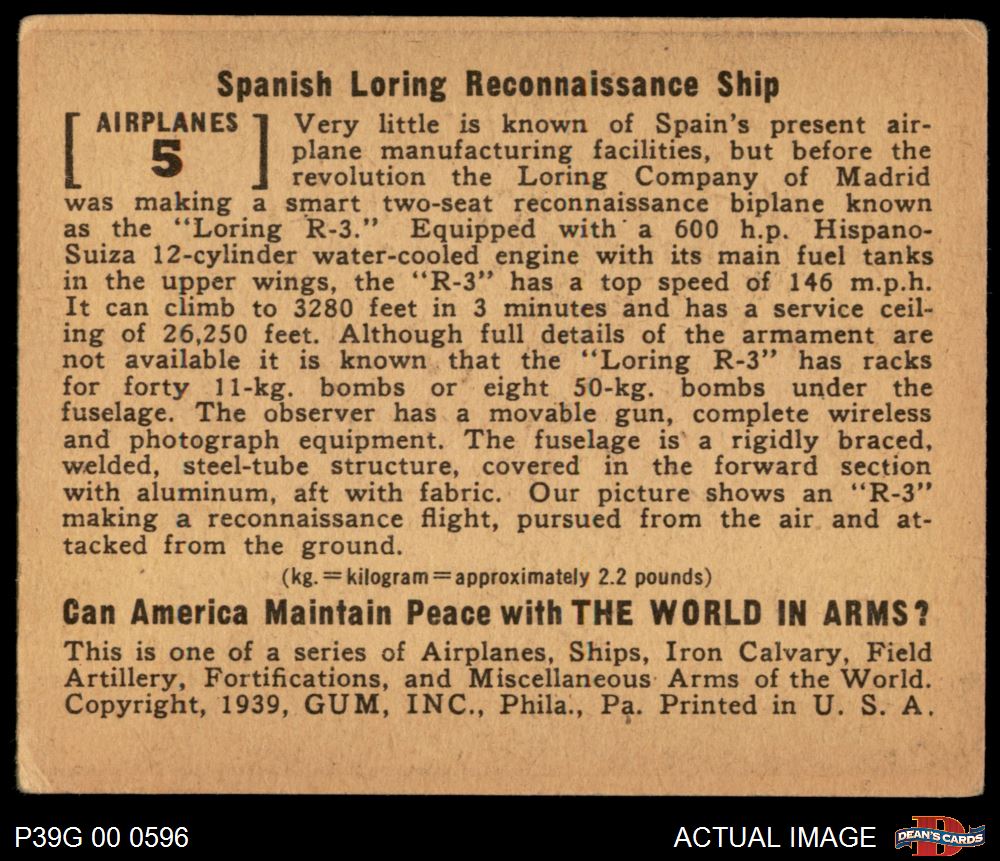 Spanish Loring Reconnaissance Ship
AIRPLANES
5
Very little is known of Spain's present air-
plane manufacturing facilities, but before the
revolution the Loring Company of Madrid
was making a smart two-seat reconnaissance biplane known
as the "Loring R-3." Equipped with a 600 h.p. Hispano-
Suiza 12-cylinder water-cooled engine with its main fuel tanks
in the upper wings, the "R-3" has a top speed of 146 m.p.h.
It can climb to 3280 feet in 3 minutes and has a service ceil-
ing of 26,250 feet. Although full details of the armament are
not available it is known that the "Loring R-3" has racks
for forty 11-kg. bombs or eight 50-kg. bombs under the
fuselage. The observer has a movable gun, complete wireless
and photograph equipment. The fuselage is a rigidly braced,
welded, steel-tube structure, covered in the forward section
with aluminum, aft with fabric. Our picture shows an "R-3"
making a reconnaissance flight, pursued from the air and at-
tacked from the ground.
(kg.=kilogram=approximately 2.2 pounds)
Can America Maintain Peace with THE WORLD IN ARMS?
This is one of a series of Airplanes, Ships, Iron Calvary, Field
Artillery, Fortifications, and Miscellaneous Arms of the World.
Copyright, 1939, GUM, INC., Phila., Pa. Printed in U. S. A.
P39G 00 0596
ACTUAL IMAGE
D
DEAN'S CARDS